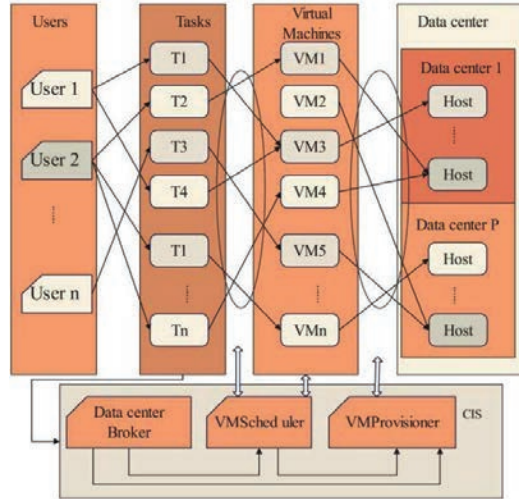 Users
User 1
User 2
User n
Tasks
T1
T2
T3
T4
T1
Tn
Virtual
Machines
VM1
VM2
VM3
VM4
VM5
VMn
Data center
Data center 1
Host
Host
Data center P
Host
Host
Data center
Broker
VMSched uler
VMProvisioner
CIS